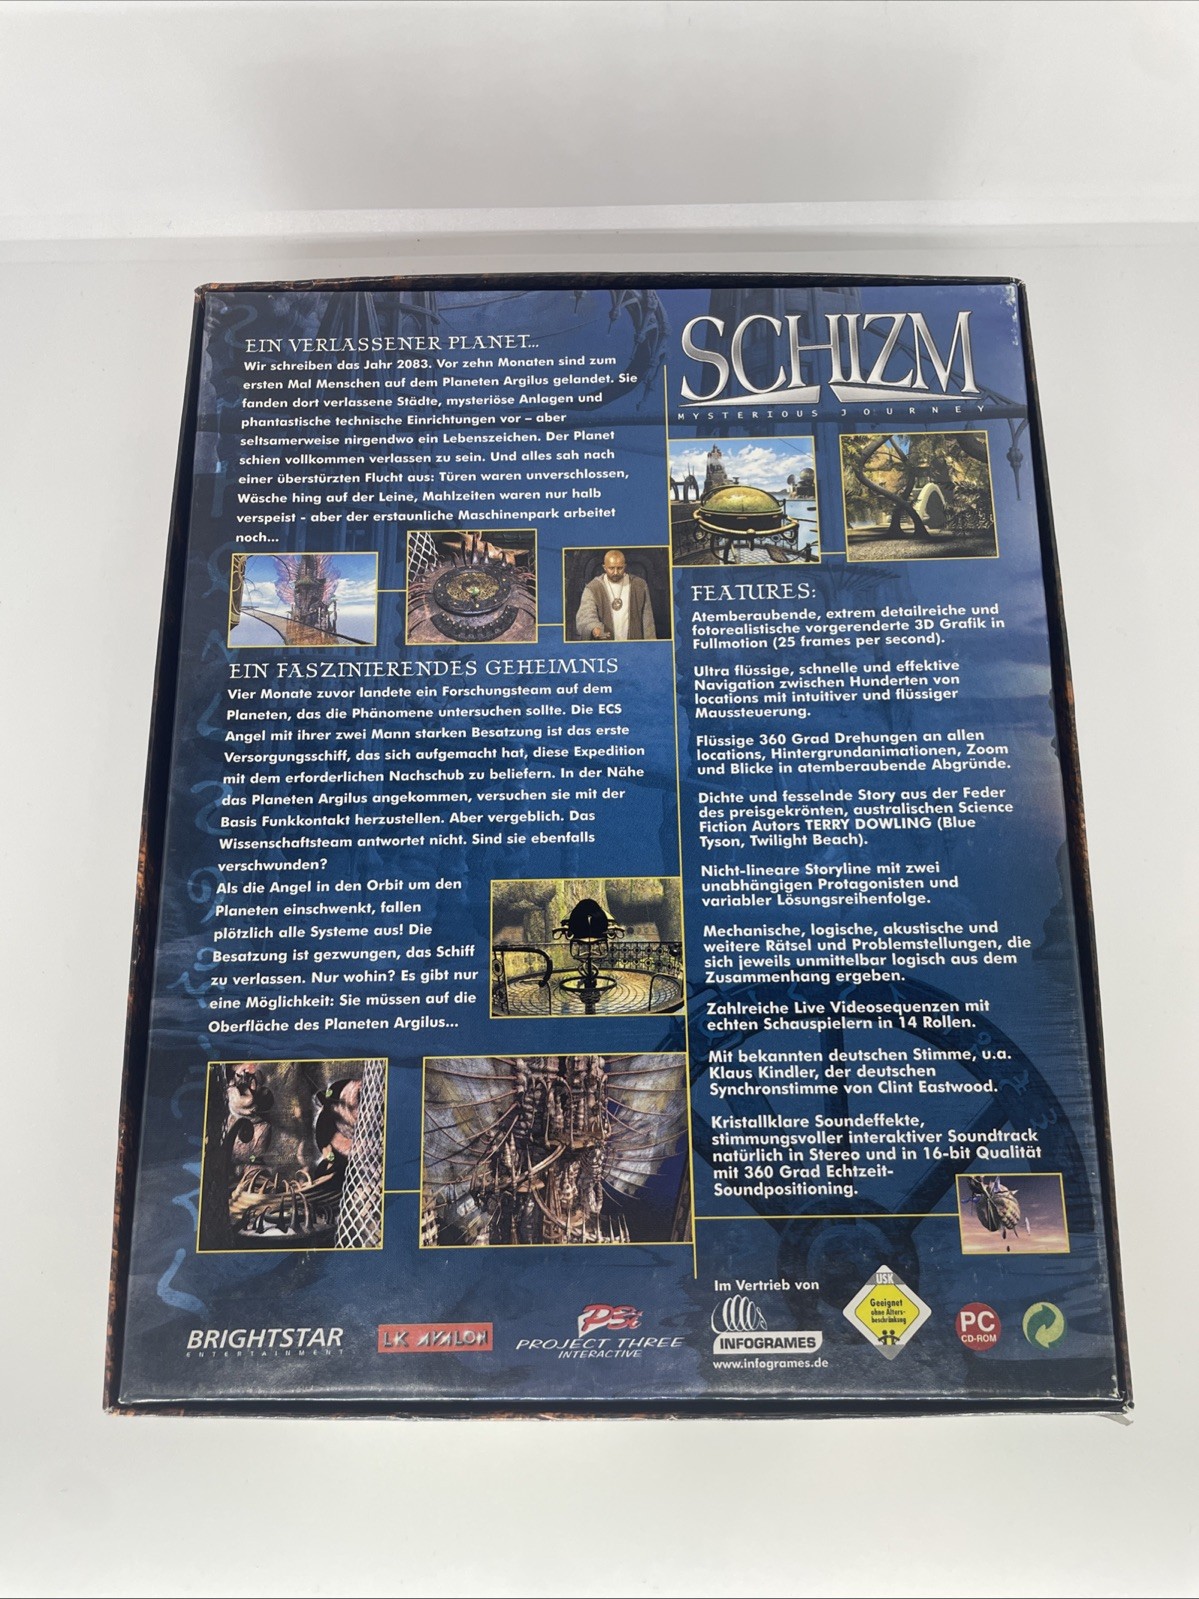 EIN VERLASSENER PLANET...
Wir schreiben das Jahr 2083. Vor zehn Monaten sind zum
ersten Mal Menschen auf dem Planeten Argilus gelandet. Sie
fanden dort verlassene Städte, mysteriöse Anlagen und
phantastische technische Einrichtungen vor – aber
seltsamerweise nirgendwo ein Lebenszeichen. Der Planet
schien vollkommen verlassen zu sein. Und alles sah nach
einer überstürzten Flucht aus: Türen waren unverschlossen,
Wäsche hing auf der Leine, Mahlzeiten waren nur halb
verspeist - aber der erstaunliche Maschinenpark arbeitet
noch...
EIN FASZINIERENDES GEHEIMNIS
Vier Monate zuvor landete ein Forschungsteam auf dem
Planeten, das die Phänomene untersuchen sollte. Die ECS
Angel mit ihrer zwei Mann starken Besatzung ist das erste
Versorgungsschiff, das sich aufgemacht hat, diese Expedition
mit dem erforderlichen Nachschub zu beliefern. In der Nähe
das Planeten Argilus angekommen, versuchen sie mit der
Basis Funkkontakt herzustellen. Aber vergeblich. Das
Wissenschaftsteam antwortet nicht. Sind sie ebenfalls
verschwunden?
Als die Angel in den Orbit um den
Planeten einschwenkt, fallen
plötzlich alle Systeme aus! Die
Besatzung ist gezwungen, das Schiff
zu verlassen. Nur wohin? Es gibt nur
eine Möglichkeit: Sie müssen auf die
Oberfläche des Planeten Argilus...
SCHIZM
MYSTERIOUS JOURNEY
FEATURES:
Atemberaubende, extrem detailreiche und
fotorealistische vorgerenderte 3D Grafik in
Fullmotion (25 frames per second).
Ultra flüssige, schnelle und effektive
Navigation zwischen Hunderten von
locations mit intuitiver und flüssiger
Maussteuerung.
Flüssige 360 Grad Drehungen an allen
locations, Hintergrundanimationen, Zoom
und Blicke in atemberaubende Abgründe.
Dichte und fesselnde Story aus der Feder
des preisgekrönten, australischen Science
Fiction Autors TERRY DOWLING (Blue
Tyson, Twilight Beach).
Nicht-lineare Storyline mit zwei
unabhängigen Protagonisten und
variabler Lösungsreihenfolge.
Mechanische, logische, akustische und
weitere Rätsel und Problemstellungen, die
sich jeweils unmittelbar logisch aus dem
Zusammenhang ergeben.
Zahlreiche Live Videosequenzen mit
echten Schauspielern in 14 Rollen.
Mit bekannten deutschen Stimme, u.a.
Klaus Kindler, der deutschen
Synchronstimme von Clint Eastwood.
Kristallklare Soundeffekte,
stimmungsvoller interaktiver Soundtrack
natürlich in Stereo und in 16-bit Qualität
mit 360 Grad Echtzeit-
Soundpositioning.
BRIGHTSTAR
ENTERTAINMENT
LK AVALON
P3i
PROJECT THREE
INTERACTIVE
Im Vertrieb von
INFOGRAMES
www.infogrames.de
USK
Geeignet
ohne Alters-
beschränkung
PC
CD-ROM